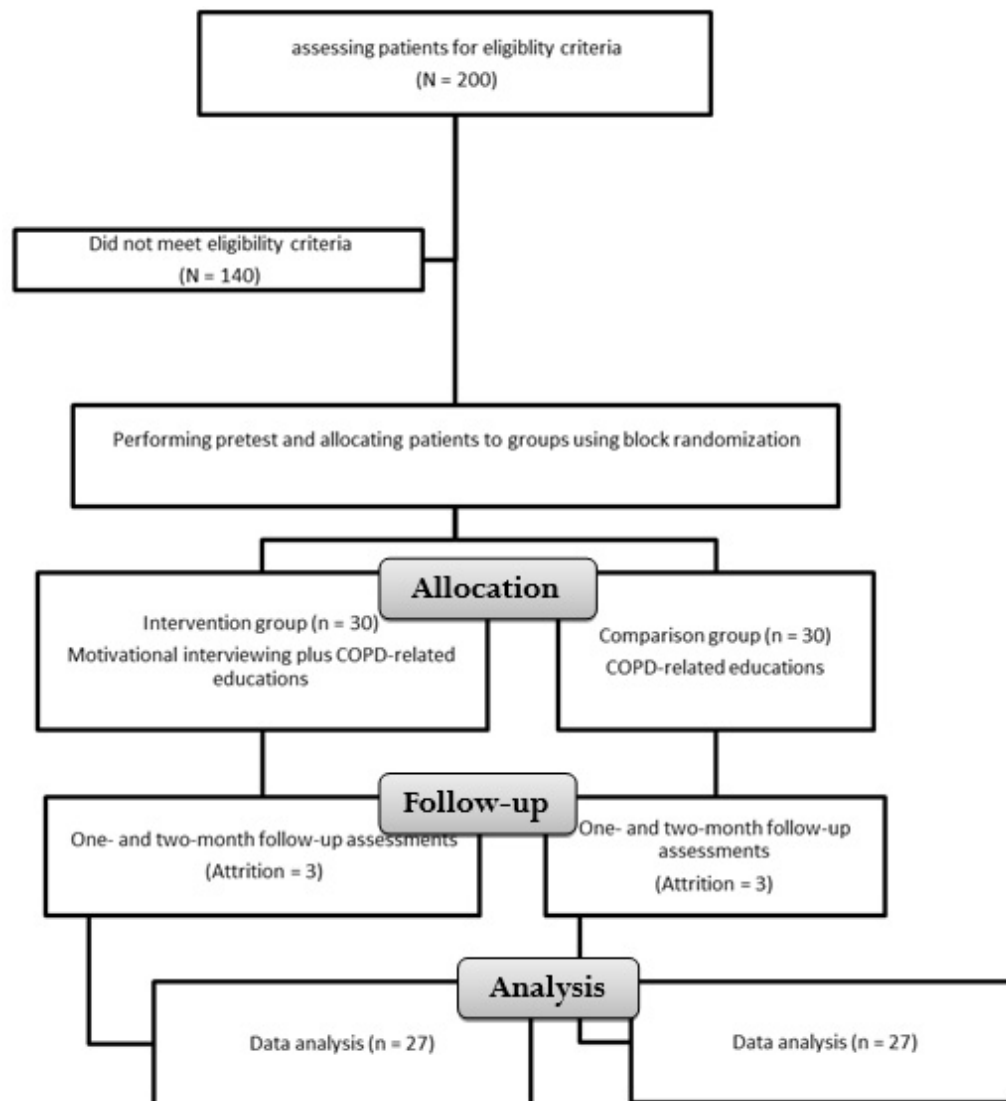 assessing patients for eligiblity criteria
(N = 200)
Did not meet eligibility criteria
(N = 140)
Performing pretest and allocating patients to groups using block randomization
Allocation
Intervention group (n = 30)
Motivational interviewing plus COPD-related
educations
Comparison group (n = 30)
COPD-related educations
Follow-up
One- and two-month follow-up assessments
(Attrition = 3)
One- and two-month follow-up
assessments
(Attrition = 3)
Analysis
Data analysis (n = 27)
Data analysis (n = 27)